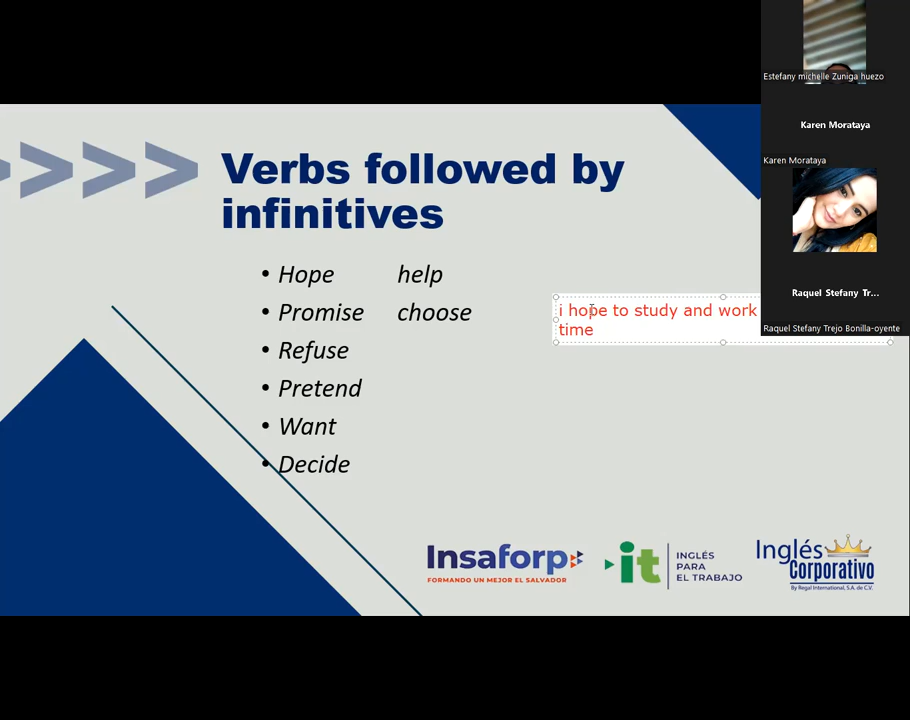 Estefany michelle Zuniga huezo
Karen Morataya
Karen Morataya
Raquel Stefany Tr...
Raquel Stefany Trejo Bonilla-oyente
>>>>
Verbs followed by
infinitives
• Hope help
• Promise choose
• Refuse
• Pretend
• Want
• Decide
i hope to study and work
time
Insaforp
FORMANDO UN MEJOR EL SALVADOR
it
INGLÉS
PARA
EL TRABAJO
Inglés
Corporativo
By Regal International, S.A. de C.V.